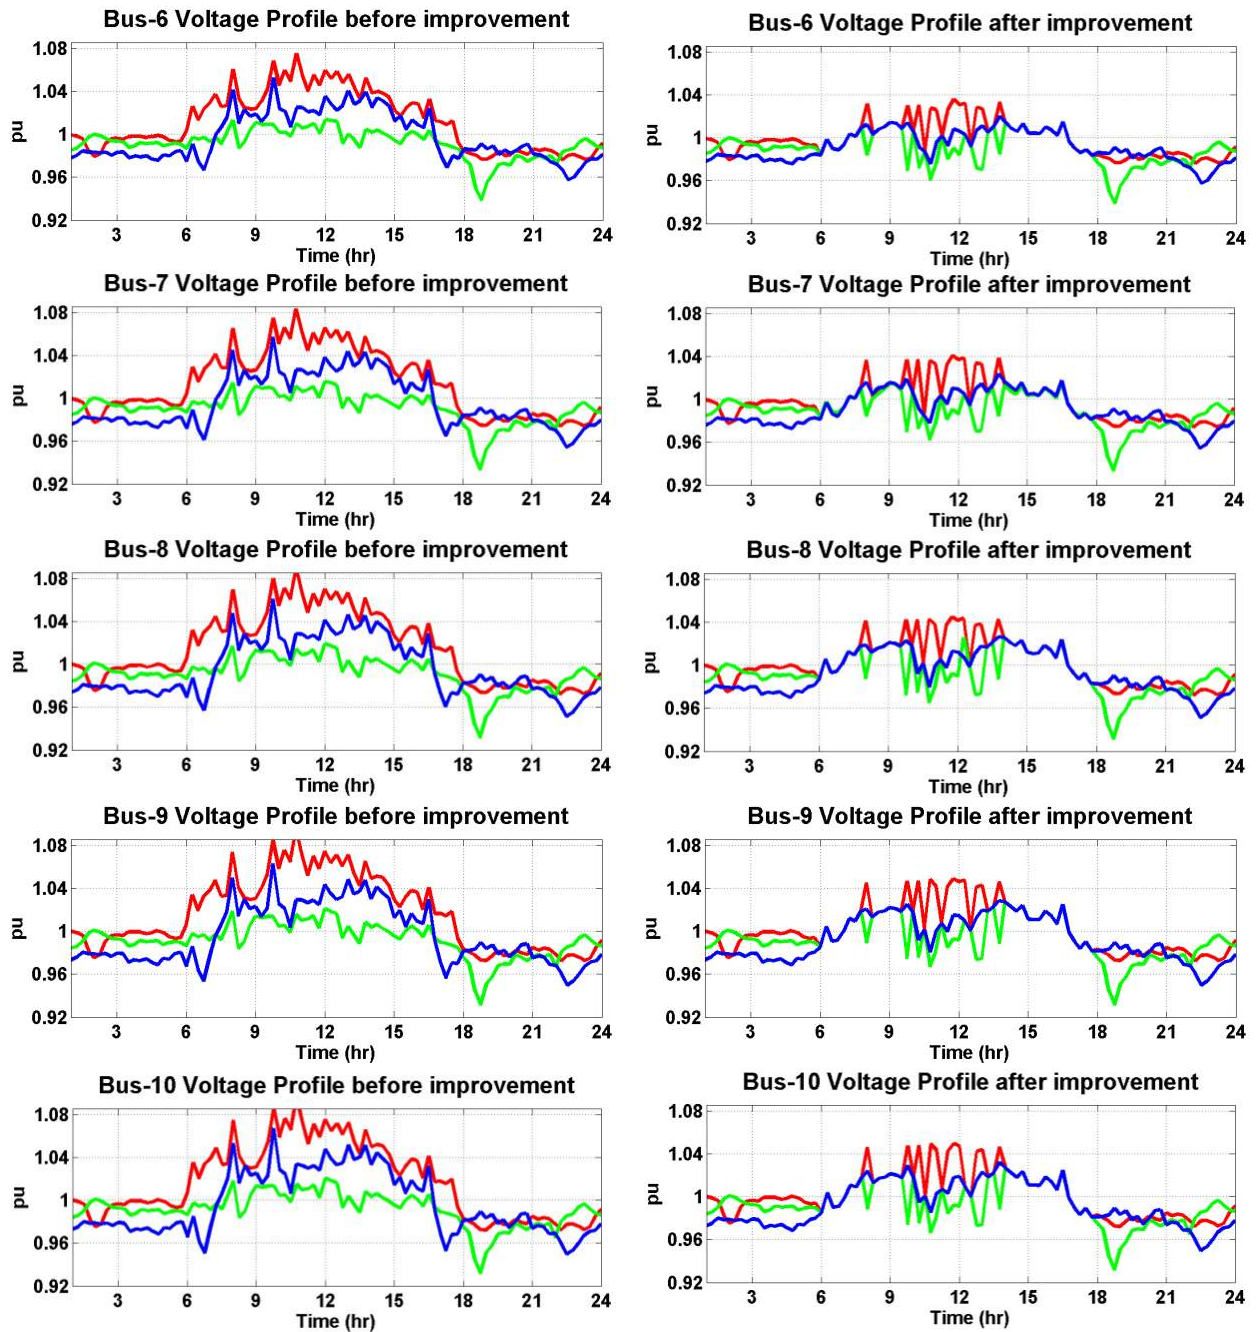 Bus-6 Voltage Profile before improvement
1.08
1.04
1
0.96
0.92
pu
3 6 9 12 15 18 21 24
Time (hr)
Bus-6 Voltage Profile after improvement
1.08
1.04
1
0.96
0.92
pu
3 6 9 12 15 18 21 24
Time (hr)
Bus-7 Voltage Profile before improvement
1.08
1.04
1
0.96
0.92
pu
3 6 9 12 15 18 21 24
Time (hr)
Bus-7 Voltage Profile after improvement
1.08
1.04
1
0.96
0.92
pu
3 6 9 12 15 18 21 24
Time (hr)
Bus-8 Voltage Profile before improvement
1.08
1.04
1
0.96
0.92
pu
3 6 9 12 15 18 21 24
Time (hr)
Bus-8 Voltage Profile after improvement
1.08
1.04
1
0.96
0.92
pu
3 6 9 12 15 18 21 24
Time (hr)
Bus-9 Voltage Profile before improvement
1.08
1.04
1
0.96
0.92
pu
3 6 9 12 15 18 21 24
Time (hr)
Bus-9 Voltage Profile after improvement
1.08
1.04
1
0.96
0.92
pu
3 6 9 12 15 18 21 24
Time (hr)
Bus-10 Voltage Profile before improvement
1.08
1.04
1
0.96
0.92
pu
3 6 9 12 15 18 21 24
Time (hr)
Bus-10 Voltage Profile after improvement
1.08
1.04
1
0.96
0.92
pu
3 6 9 12 15 18 21 24
Time (hr)